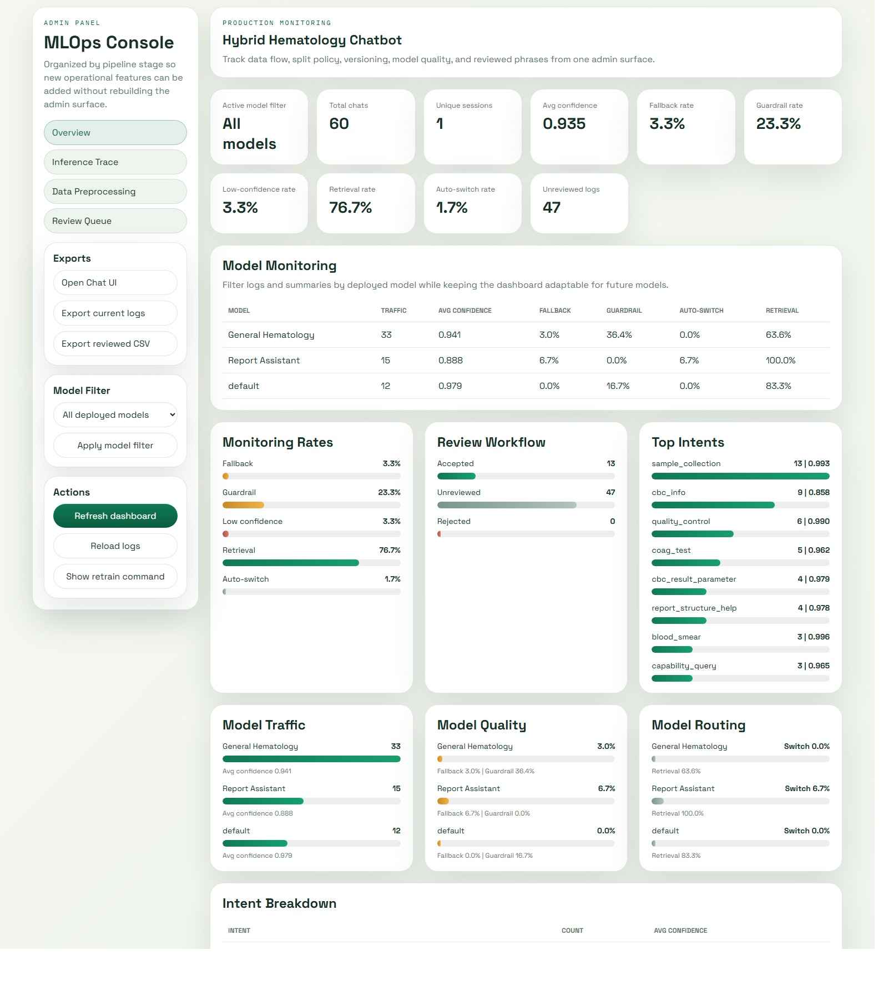 ADMIN PANEL
MLOps Console
Organized by pipeline stage so
new operational features can be
added without rebuilding the
admin surface.
Overview
Inference Trace
Data Preprocessing
Review Queue
Exports
Open Chat UI
Export current logs
Export reviewed CSV
Model Filter
All deployed models
Apply model filter
Actions
Refresh dashboard
Reload logs
Show retrain command
PRODUCTION MONITORING
Hybrid Hematology Chatbot
Track data flow, split policy, versioning, model quality, and reviewed phrases from one admin surface.
Active model filter
All
models
Total chats
60
Unique sessions
1
Avg confidence
0.935
Fallback rate
3.3%
Guardrail rate
23.3%
Low-confidence rate
3.3%
Retrieval rate
76.7%
Auto-switch rate
1.7%
Unreviewed logs
47
Model Monitoring
Filter logs and summaries by deployed model while keeping the dashboard adaptable for future models.
MODEL TRAFFIC AVG CONFIDENCE FALLBACK GUARDRAIL AUTO-SWITCH RETRIEVAL
General Hematology 33 0.941 3.0% 36.4% 0.0% 63.6%
Report Assistant 15 0.888 6.7% 0.0% 6.7% 100.0%
default 12 0.979 0.0% 16.7% 0.0% 83.3%
Monitoring Rates
Fallback 3.3%
Guardrail 23.3%
Low confidence 3.3%
Retrieval 76.7%
Auto-switch 1.7%
Review Workflow
Accepted 13
Unreviewed 47
Rejected 0
Top Intents
sample_collection 13 | 0.993
cbc_info 9 | 0.858
quality_control 6 | 0.990
coag_test 5 | 0.962
cbc_result_parameter 4 | 0.979
report_structure_help 4 | 0.978
blood_smear 3 | 0.996
capability_query 3 | 0.965
Model Traffic
General Hematology 33
Avg confidence 0.941
Report Assistant 15
Avg confidence 0.888
default 12
Avg confidence 0.979
Model Quality
General Hematology 3.0%
Fallback 3.0% | Guardrail 36.4%
Report Assistant 6.7%
Fallback 6.7% | Guardrail 0.0%
default 0.0%
Fallback 0.0% | Guardrail 16.7%
Model Routing
General Hematology Switch 0.0%
Retrieval 63.6%
Report Assistant Switch 6.7%
Retrieval 100.0%
default Switch 0.0%
Retrieval 83.3%
Intent Breakdown
INTENT COUNT AVG CONFIDENCE